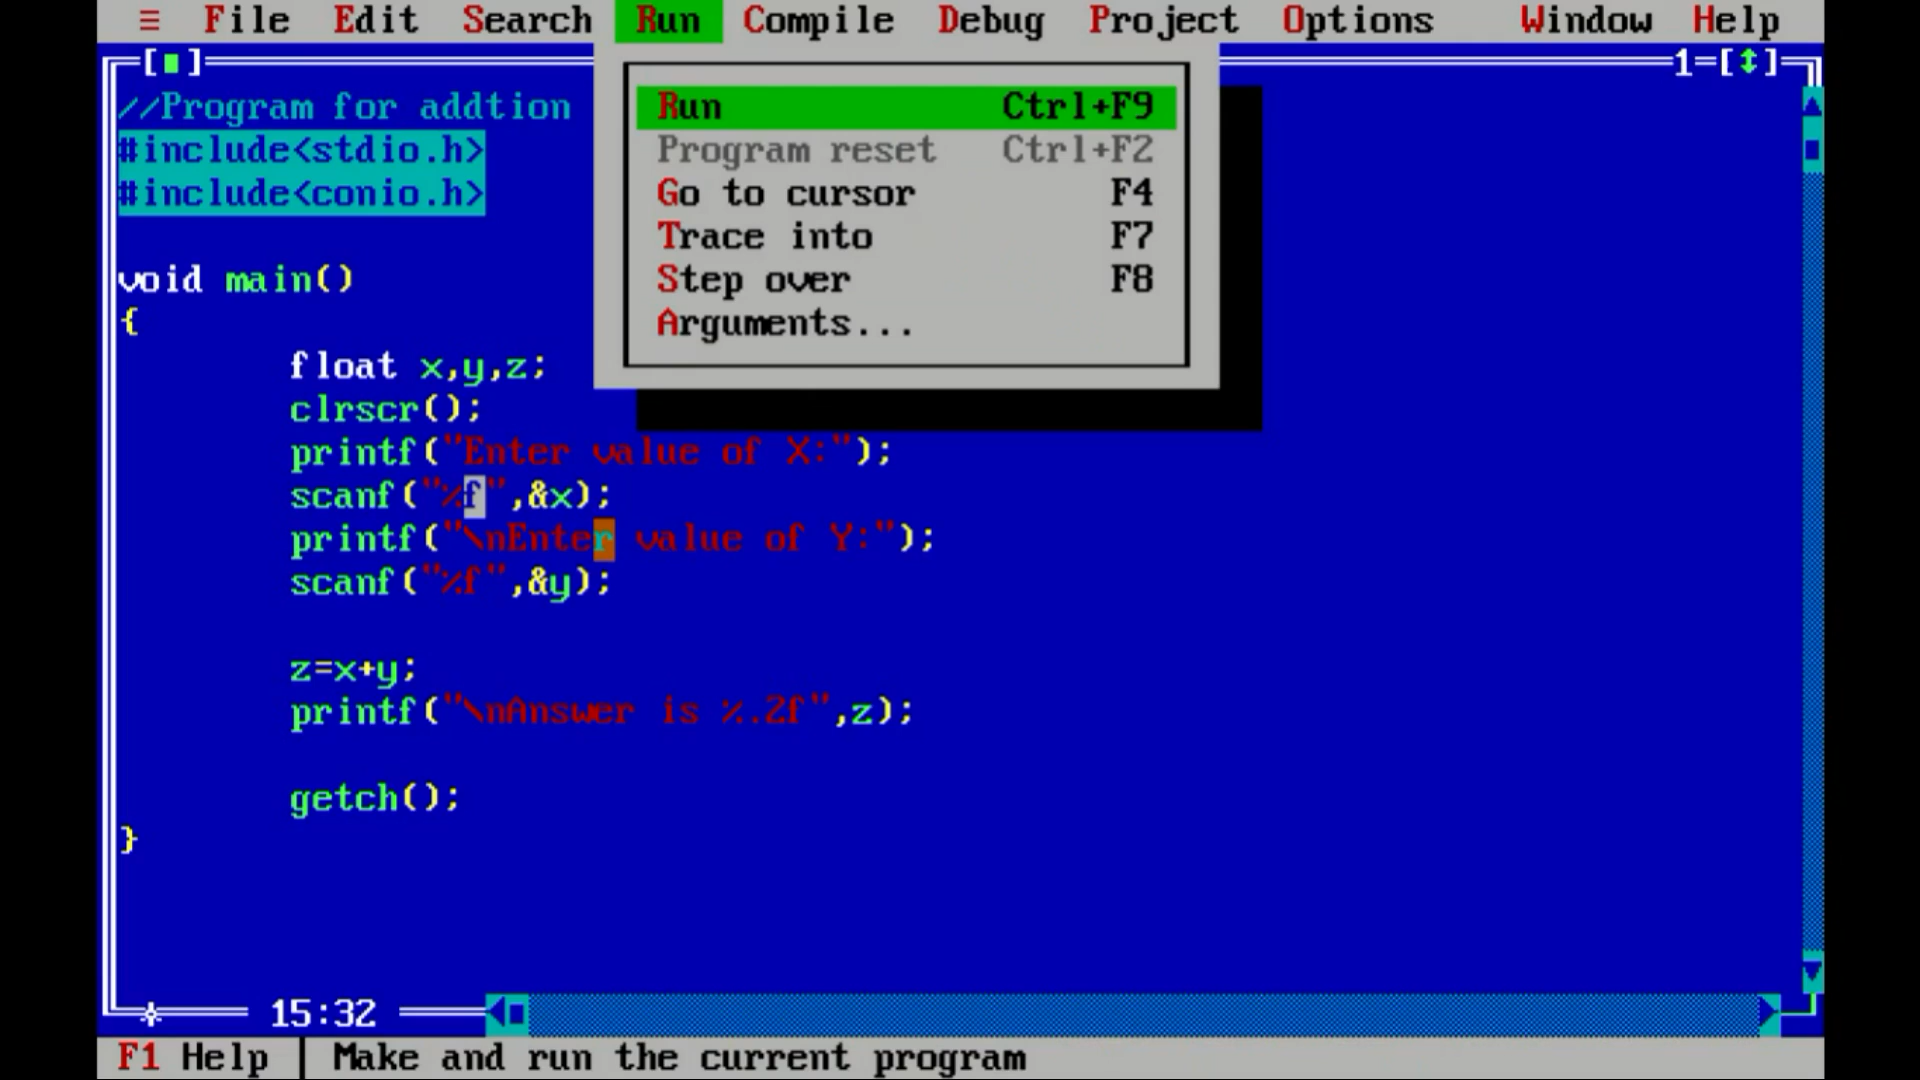 ≡ File Edit Search Run Compile Debug Project Options Window Help
[■] 1=[↕]
Run Ctrl+F9
Program reset Ctrl+F2
Go to cursor F4
Trace into F7
Step over F8
Arguments...
//Program for addtion
#include<stdio.h>
#include<conio.h>
void main()
{
float x,y,z;
clrscr();
printf("Enter value of X:");
scanf("%f",&x);
printf("\nEnter value of Y:");
scanf("%f",&y);
z=x+y;
printf("\nAnswer is %.2f",z);
getch();
}
15:32
F1 Help | Make and run the current program